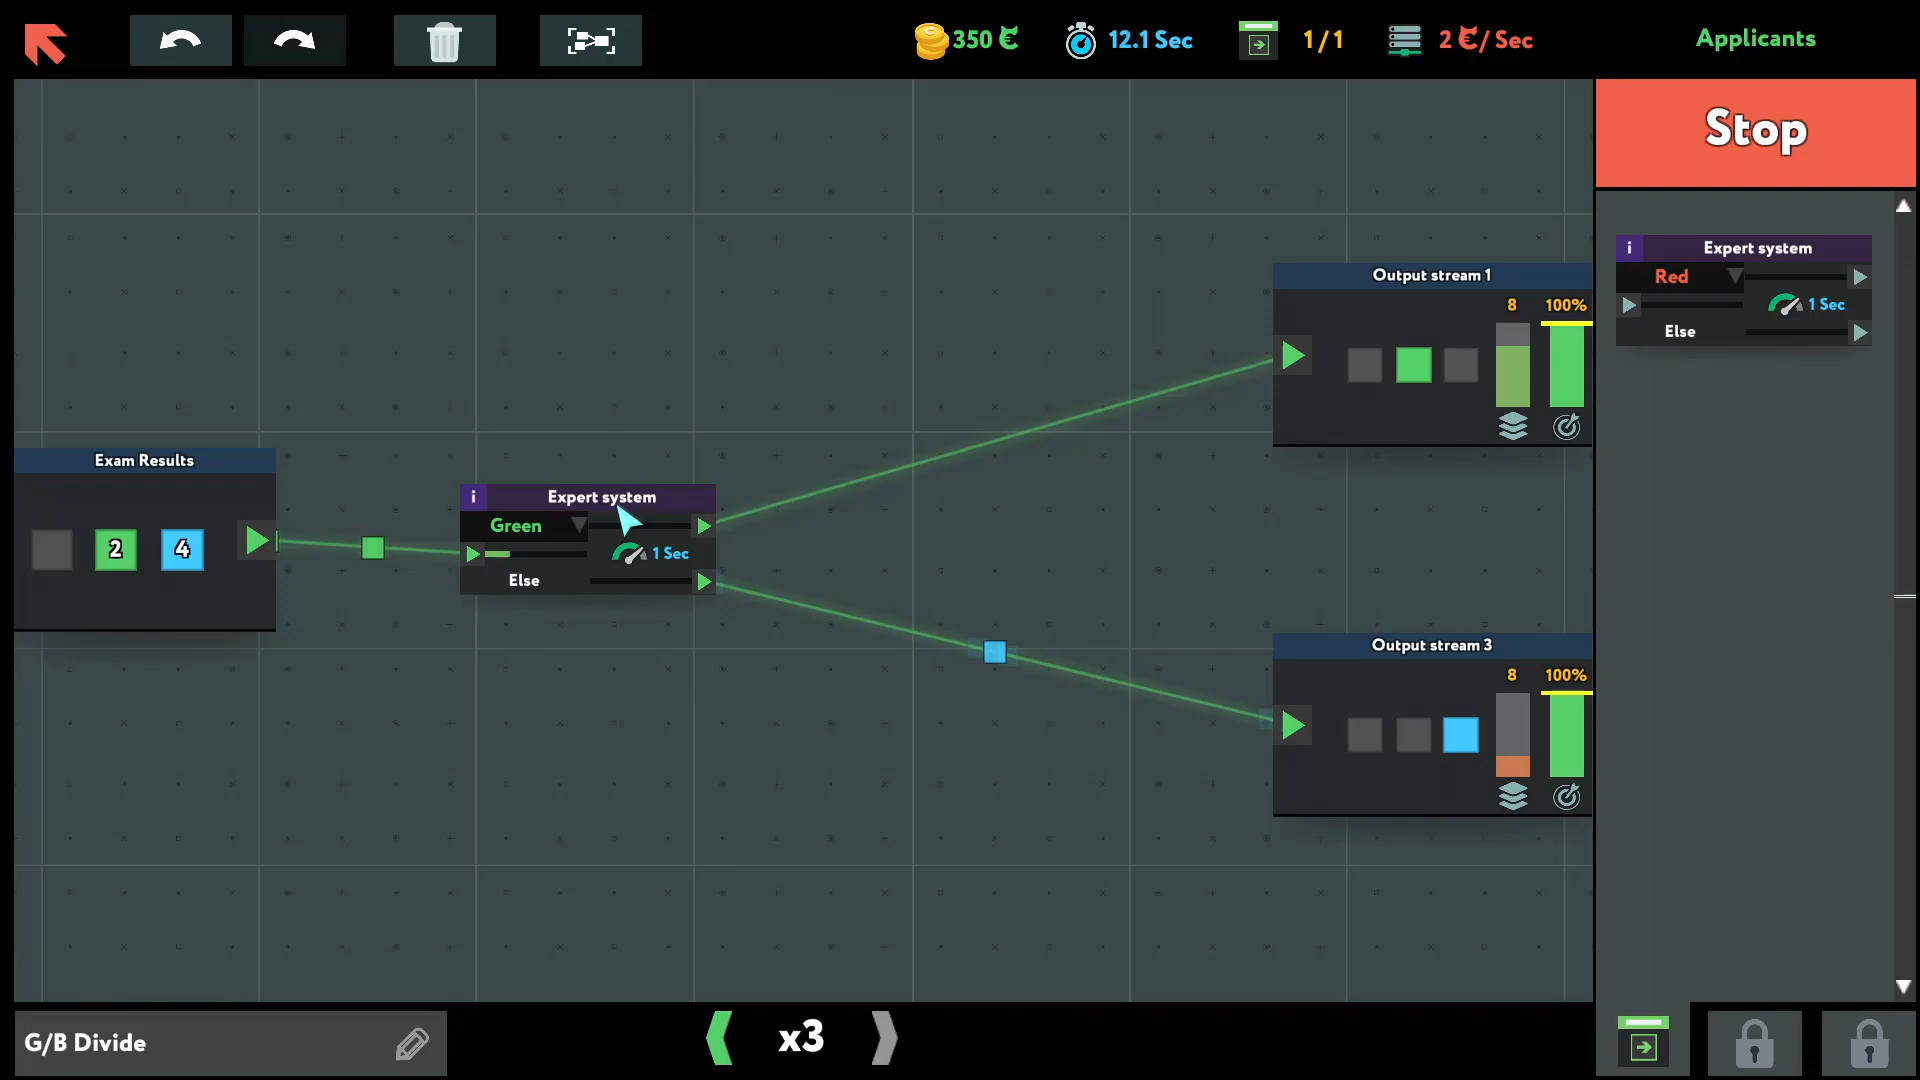 350
12.1 Sec
1/1
2 €/ Sec
Applicants
Stop
i
Expert system
Red
1 Sec
Else
Output stream 1
8
100%
Exam Results
2
4
i
Expert system
Green
1 Sec
Else
Output stream 3
8
100%
G/B Divide
x3